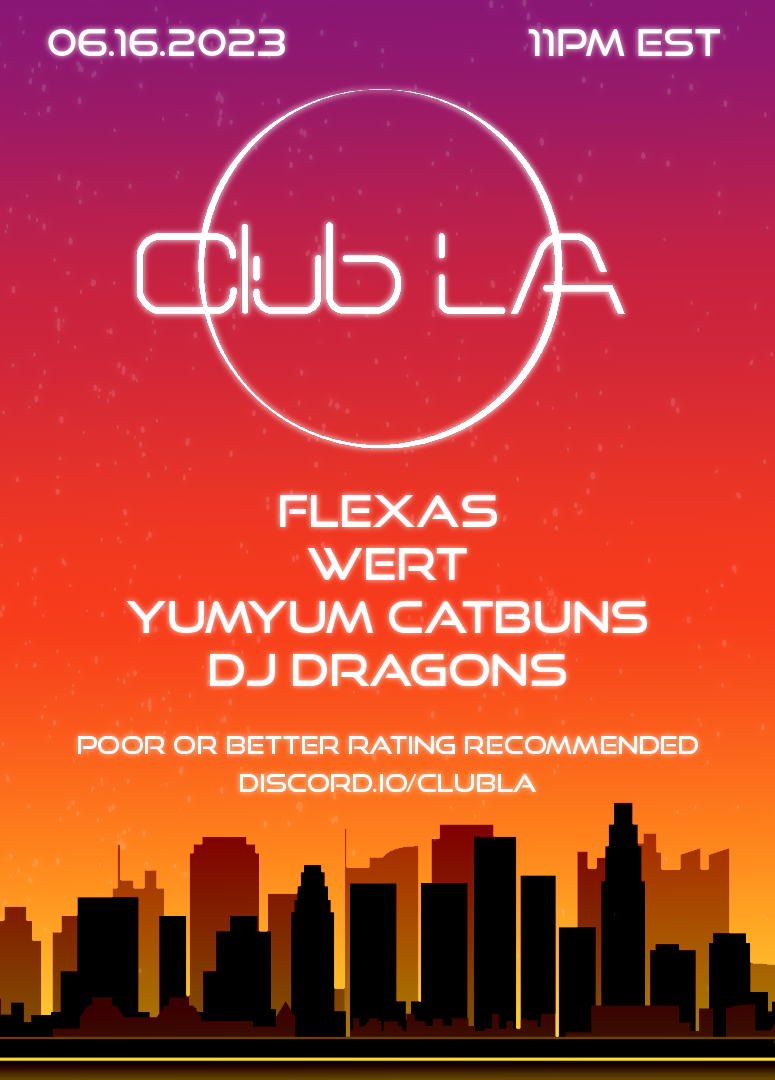 06.16.2023 11PM EST
Club LA
FLEXAS
WERT
YUMYUM CATBUNS
DJ DRAGONS
POOR OR BETTER RATING RECOMMENDED
DISCORD.IO/CLUBLA